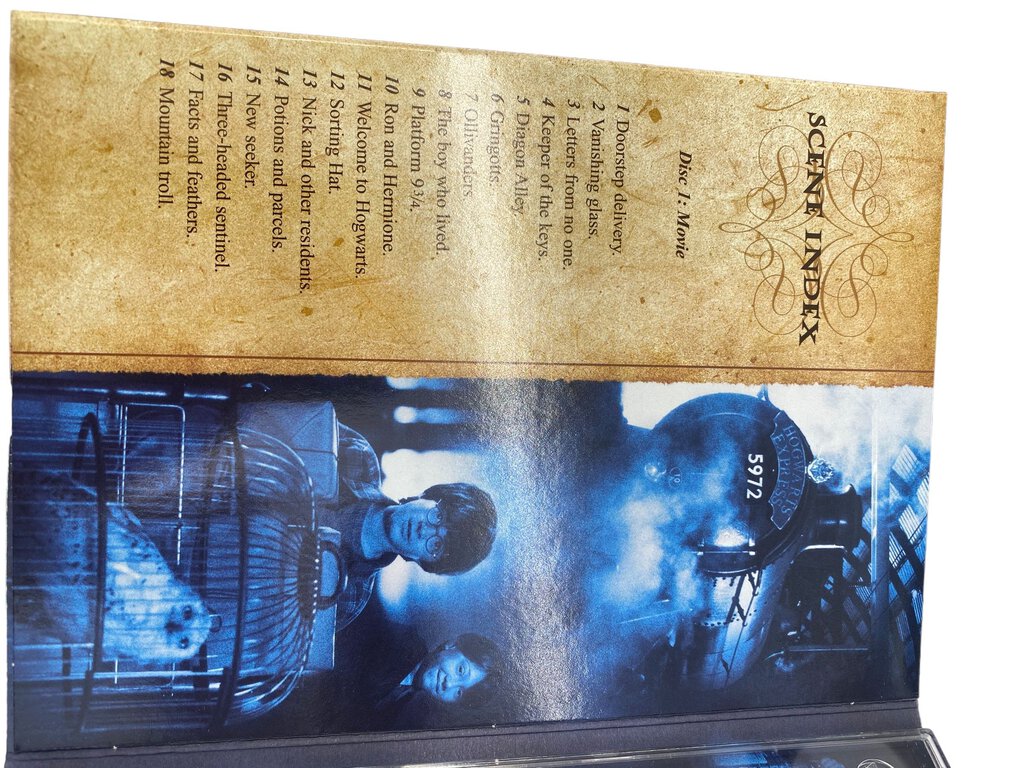 SCENE INDEX
Disc 1: Movie
1 Doorstep delivery.
2 Vanishing glass.
3 Letters from no one.
4 Keeper of the keys.
5 Diagon Alley.
6 Gringotts.
7 Ollivanders.
8 The boy who lived.
9 Platform 93/4.
10 Ron and Hermione.
11 Welcome to Hogwarts.
12 Sorting Hat.
13 Nick and other residents.
14 Potions and parcels.
15 New seeker.
16 Three-headed sentinel.
17 Facts and feathers.
18 Mountain troll.
HOGWARTS
EXPRESS
5972